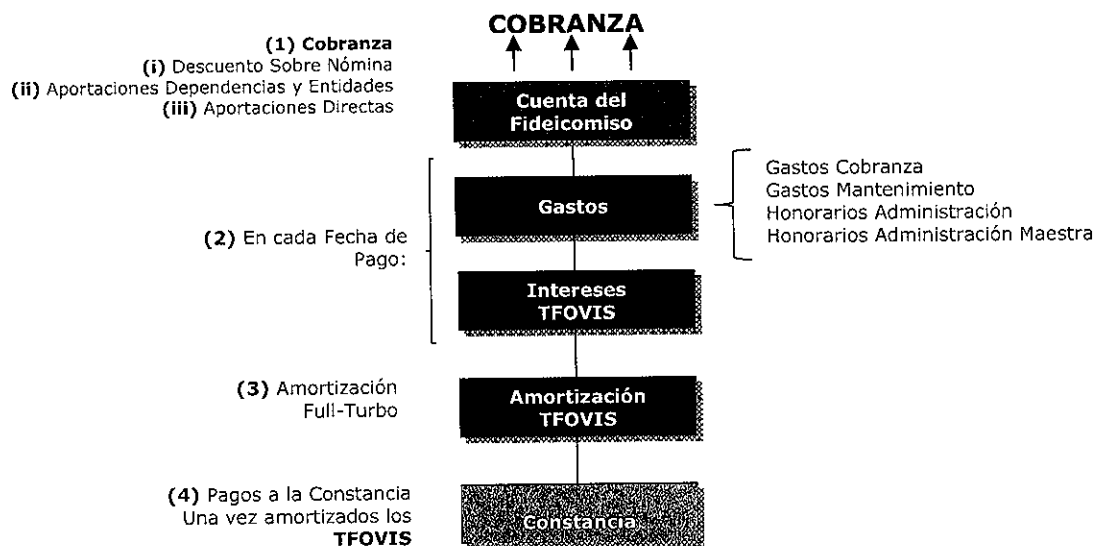 COBRANZA
(1) Cobranza
(i) Descuento Sobre Nómina
(ii) Aportaciones Dependencias y Entidades
(iii) Aportaciones Directas
Cuenta del
Fideicomiso
(2) En cada Fecha de
Pago:
Gastos
Gastos Cobranza
Gastos Mantenimiento
Honorarios Administración
Honorarios Administración Maestra
Intereses
TFOVIS
(3) Amortización
Full-Turbo
Amortización
TFOVIS
(4) Pagos a la Constancia
Una vez amortizados los
TFOVIS
Constancia